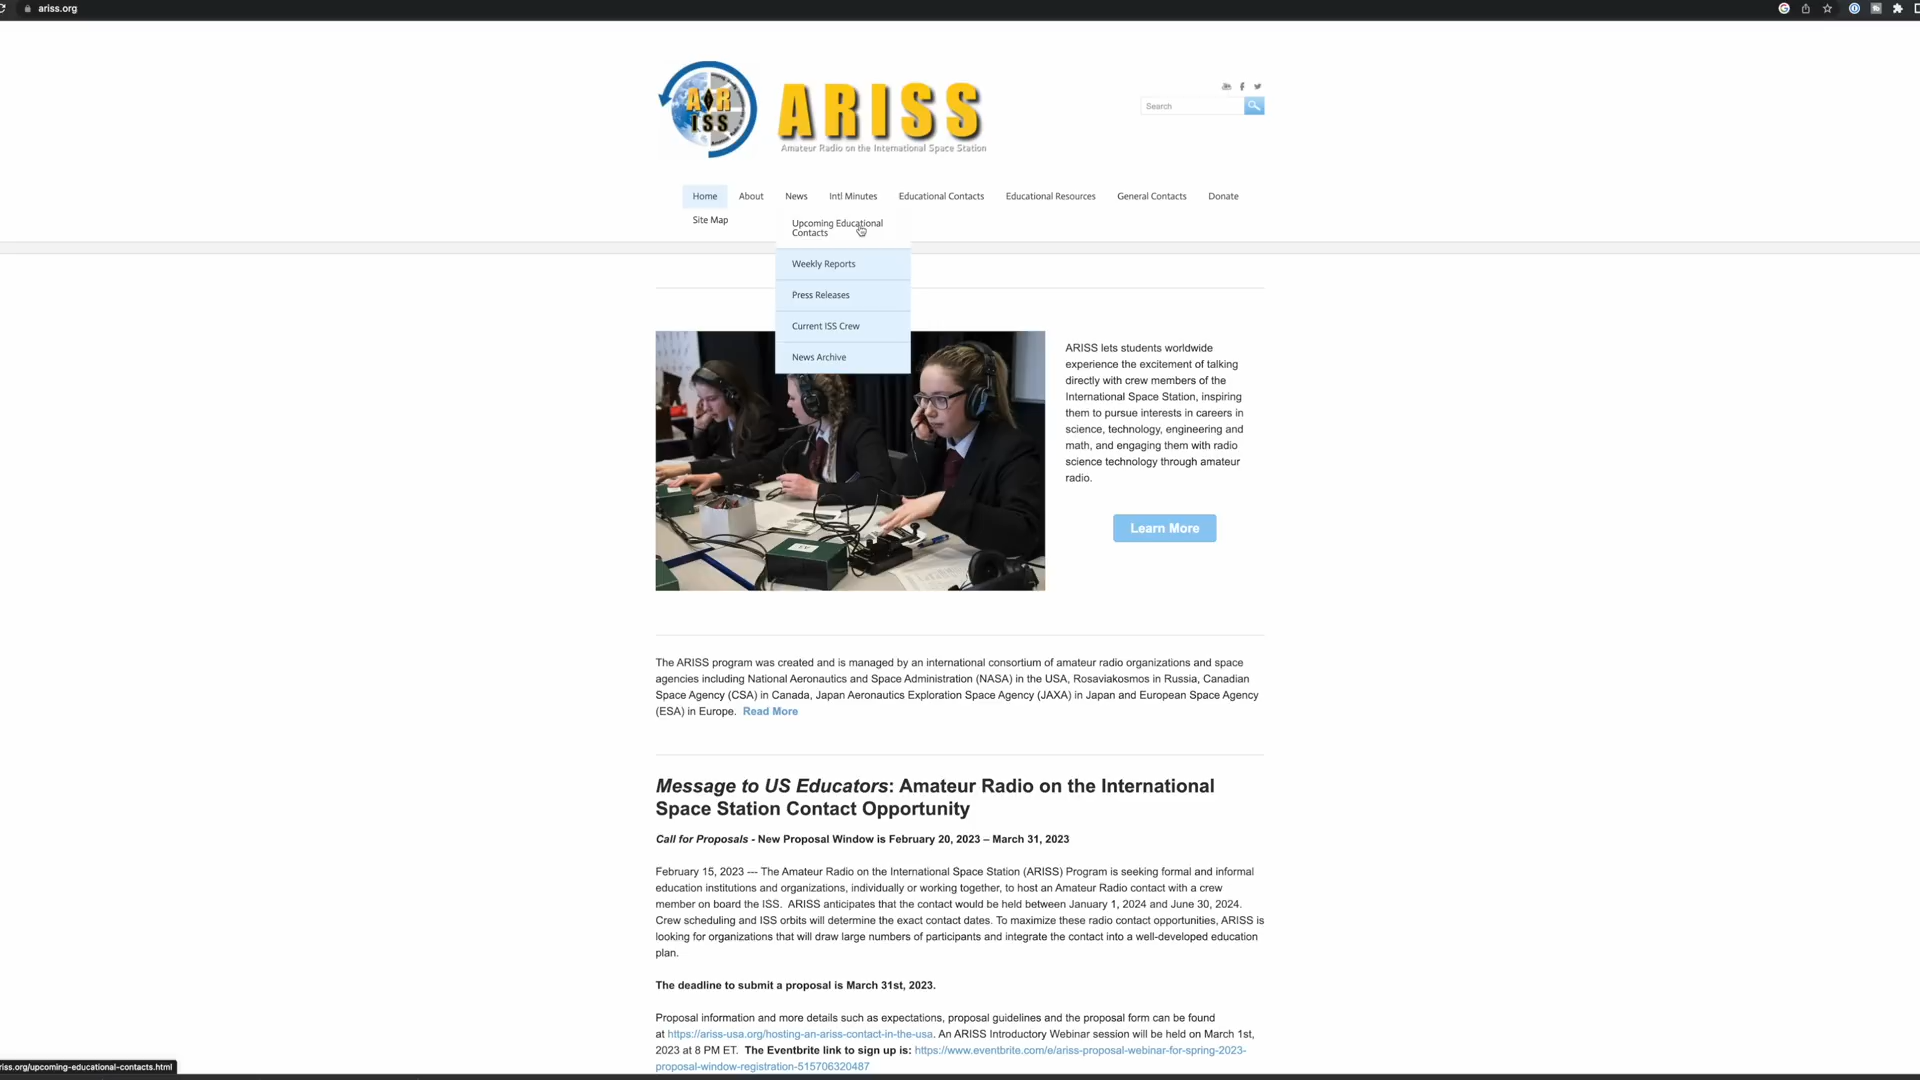 ariss.org
AR
ISS
ARISS
Amateur Radio on the International Space Station
Search
Home About News Intl Minutes Educational Contacts Educational Resources General Contacts Donate
Site Map
Upcoming Educational
Contacts
Weekly Reports
Press Releases
Current ISS Crew
News Archive
ARISS lets students worldwide
experience the excitement of talking
directly with crew members of the
International Space Station, inspiring
them to pursue interests in careers in
science, technology, engineering and
math, and engaging them with radio
science technology through amateur
radio.
Learn More
The ARISS program was created and is managed by an international consortium of amateur radio organizations and space
agencies including National Aeronautics and Space Administration (NASA) in the USA, Rosaviakosmos in Russia, Canadian
Space Agency (CSA) in Canada, Japan Aeronautics Exploration Space Agency (JAXA) in Japan and European Space Agency
(ESA) in Europe. Read More
Message to US Educators: Amateur Radio on the International
Space Station Contact Opportunity
Call for Proposals - New Proposal Window is February 20, 2023 – March 31, 2023
February 15, 2023 --- The Amateur Radio on the International Space Station (ARISS) Program is seeking formal and informal
education institutions and organizations, individually or working together, to host an Amateur Radio contact with a crew
member on board the ISS. ARISS anticipates that the contact would be held between January 1, 2024 and June 30, 2024.
Crew scheduling and ISS orbits will determine the exact contact dates. To maximize these radio contact opportunities, ARISS is
looking for organizations that will draw large numbers of participants and integrate the contact into a well-developed education
plan.
The deadline to submit a proposal is March 31st, 2023.
Proposal information and more details such as expectations, proposal guidelines and the proposal form can be found
at https://ariss-usa.org/hosting-an-ariss-contact-in-the-usa. An ARISS Introductory Webinar session will be held on March 1st,
2023 at 8 PM ET. The Eventbrite link to sign up is: https://www.eventbrite.com/e/ariss-proposal-webinar-for-spring-2023-
proposal-window-registration-515706320487
riss.org/upcoming-educational-contacts.html